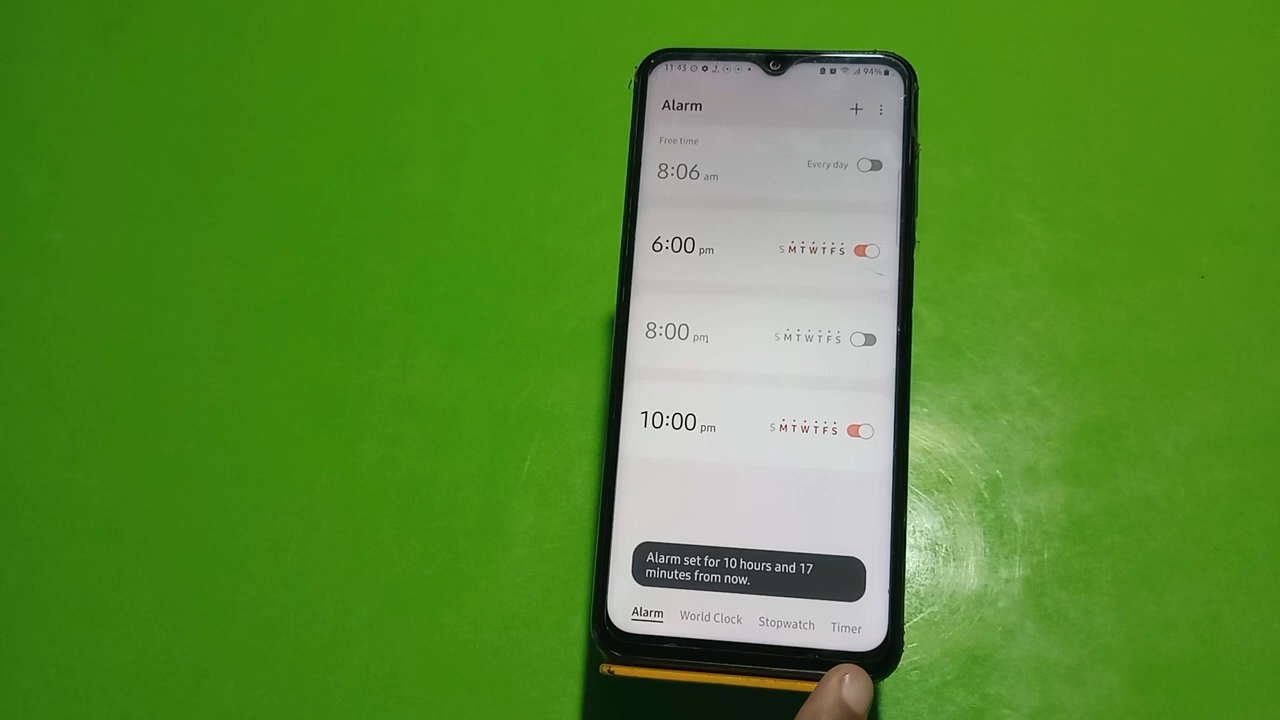 11:43 94%
Alarm
Free time
8:06 am Every day
6:00 pm S M T W T F S
8:00 pm S M T W T F S
10:00 pm S M T W T F S
Alarm set for 10 hours and 17
minutes from now.
Alarm World Clock Stopwatch Timer